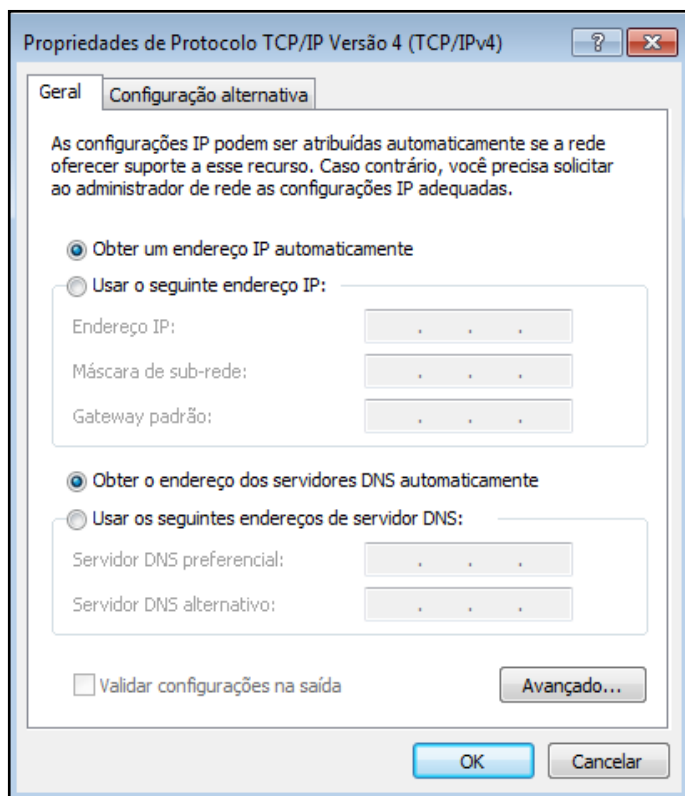 Propriedades de Protocolo TCP/IP Versão 4 (TCP/IPv4)
Geral
Configuração alternativa
As configurações IP podem ser atribuídas automaticamente se a rede
oferecer suporte a esse recurso. Caso contrário, você precisa solicitar
ao administrador de rede as configurações IP adequadas.
Obter um endereço IP automaticamente
Usar o seguinte endereço IP:
Endereço IP:
Máscara de sub-rede:
Gateway padrão:
Obter o endereço dos servidores DNS automaticamente
Usar os seguintes endereços de servidor DNS:
Servidor DNS preferencial:
Servidor DNS alternativo:
Validar configurações na saída
Avançado...
OK
Cancelar